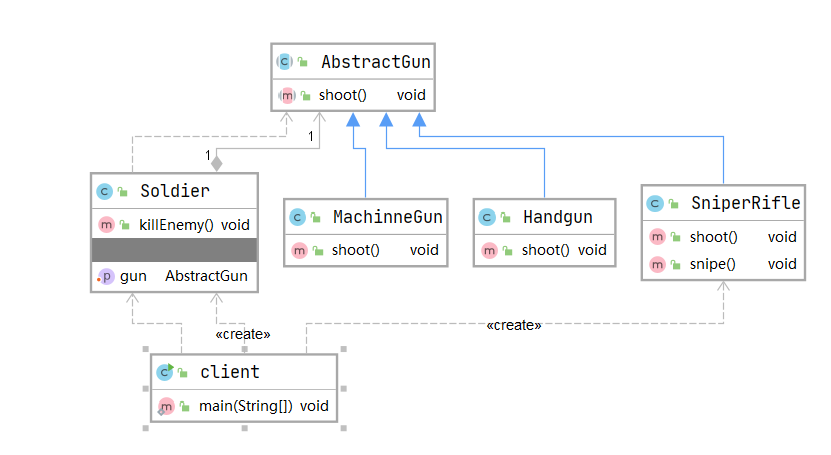 AbstractGun
shoot() void
1
1
Soldier
killEnemy() void
gun AbstractGun
MachinneGun
shoot() void
Handgun
shoot() void
SniperRifle
shoot() void
snipe() void
«create»
«create»
client
main(String[]) void